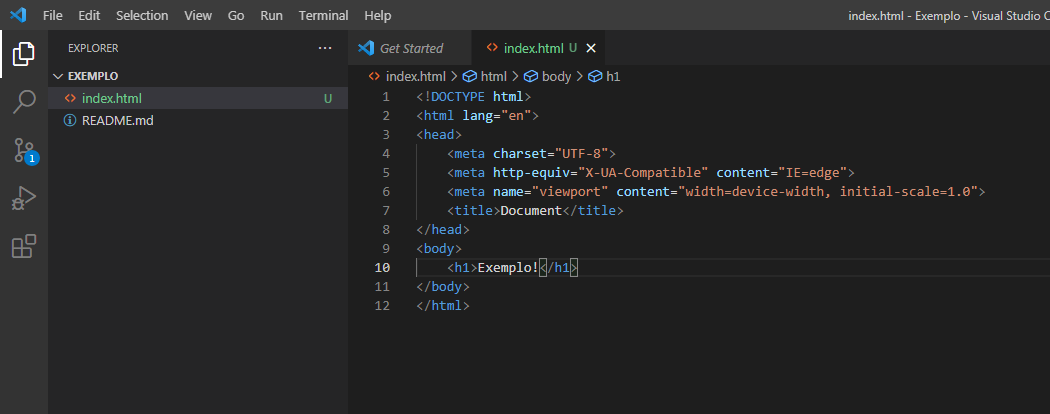 File Edit Selection View Go Run Terminal Help
index.html - Exemplo - Visual Studio C
EXPLORER ...
Get Started
index.html U
EXEMPLO
index.html U
README.md
1
index.html > html > body > h1
1 <!DOCTYPE html>
2 <html lang="en">
3 <head>
4 <meta charset="UTF-8">
5 <meta http-equiv="X-UA-Compatible" content="IE=edge">
6 <meta name="viewport" content="width=device-width, initial-scale=1.0">
7 <title>Document</title>
8 </head>
9 <body>
10 <h1>Exemplo!</h1>
11 </body>
12 </html>